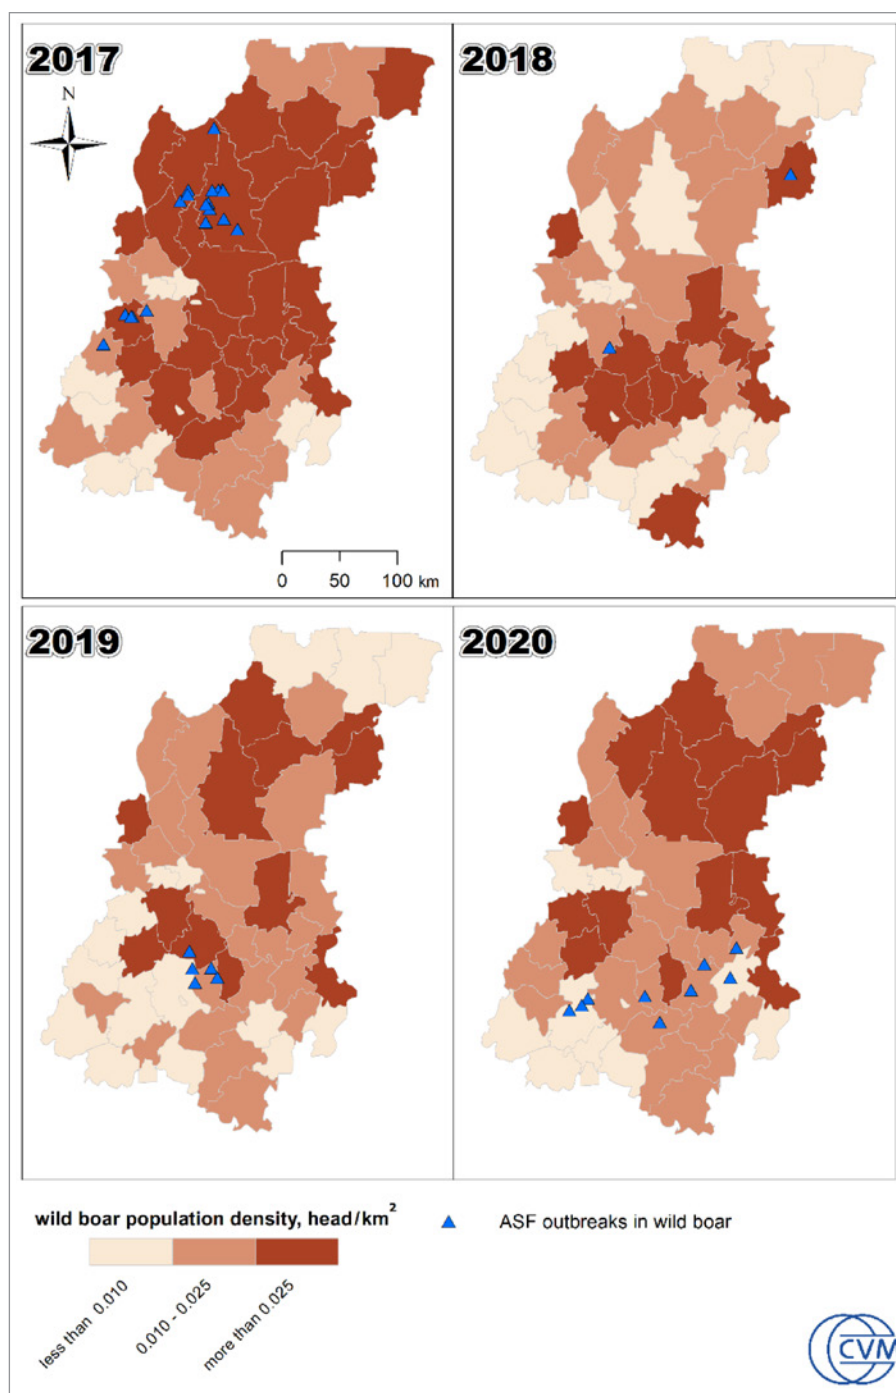 2017
2018
N
0 50 100 km
2019
2020
wild boar population density, head/km²
ASF outbreaks in wild boar
less than 0.010
0.010 - 0.025
more than 0.025
CVM